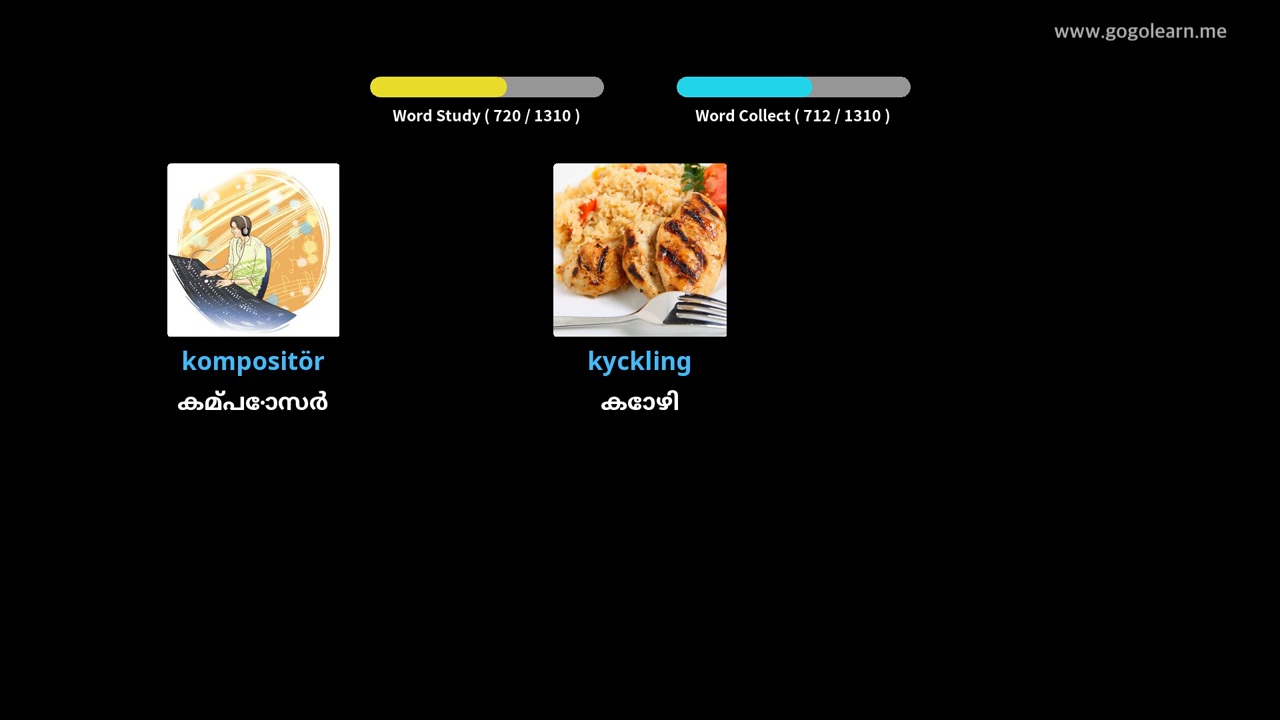 www.gogolearn.me
Word Study ( 720 / 1310 )
Word Collect ( 712 / 1310 )
kompositör
കമ്പോസർ
kyckling
കോഴി